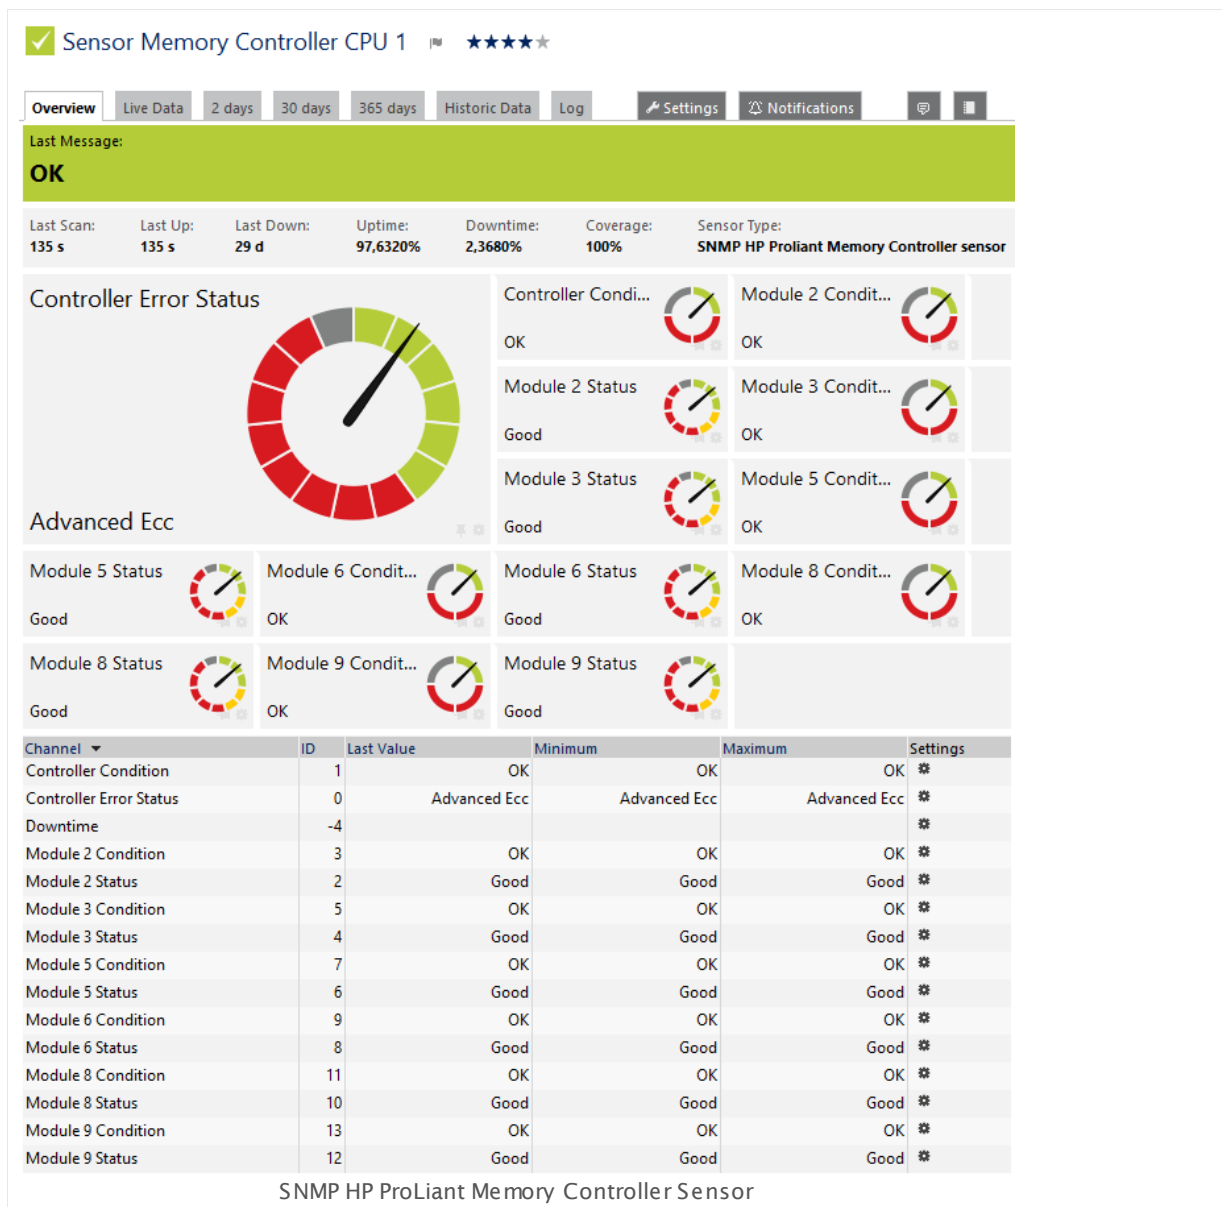 Sensor Memory Controller CPU 1
Overview Live Data 2 days 30 days 365 days Historic Data Log Settings Notifications
Last Message:
OK
Last Scan: Last Up: Last Down: Uptime: Downtime: Coverage: Sensor Type:
135 s 135 s 29 d 97,6320% 2,3680% 100% SNMP HP Proliant Memory Controller sensor
Controller Error Status
Advanced Ecc
Controller Condi...
OK
Module 2 Condit...
OK
Module 2 Status
Good
Module 3 Condit...
OK
Module 3 Status
Good
Module 5 Condit...
OK
Module 5 Status
Good
Module 6 Condit...
OK
Module 6 Status
Good
Module 8 Condit...
OK
Module 8 Status
Good
Module 9 Condit...
OK
Module 9 Status
Good
Channel ID Last Value Minimum Maximum Settings
Controller Condition 1 OK OK OK
Controller Error Status 0 Advanced Ecc Advanced Ecc Advanced Ecc
Downtime -4
Module 2 Condition 3 OK OK OK
Module 2 Status 2 Good Good Good
Module 3 Condition 5 OK OK OK
Module 3 Status 4 Good Good Good
Module 5 Condition 7 OK OK OK
Module 5 Status 6 Good Good Good
Module 6 Condition 9 OK OK OK
Module 6 Status 8 Good Good Good
Module 8 Condition 11 OK OK OK
Module 8 Status 10 Good Good Good
Module 9 Condition 13 OK OK OK
Module 9 Status 12 Good Good Good
SNMP HP ProLiant Memory Controller Sensor